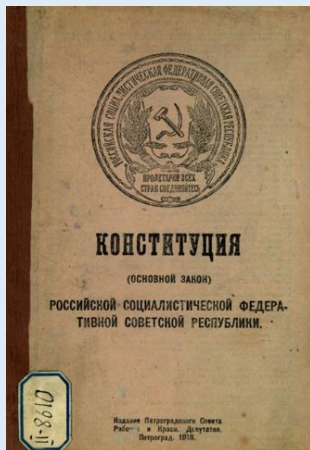 РОССИЙСКАЯ СОЦИАЛИСТИЧЕСКАЯ ФЕДЕРАТИВНАЯ СОВЕТСКАЯ РЕСПУБЛИКА
ПРОЛЕТАРИИ ВСЕХ
СТРАН СОЕДИНЯЙТЕСЬ
КОНСТИТУЦИЯ
(ОСНОВНОЙ ЗАКОН)
РОССИЙСКОЙ СОЦИАЛИСТИЧЕСКОЙ ФЕДЕРА-
ТИВНОЙ СОВЕТСКОЙ РЕСПУБЛИКИ.
Издание Петроградского Совета
и Красн. Депутатов.
Петроград. 1918.